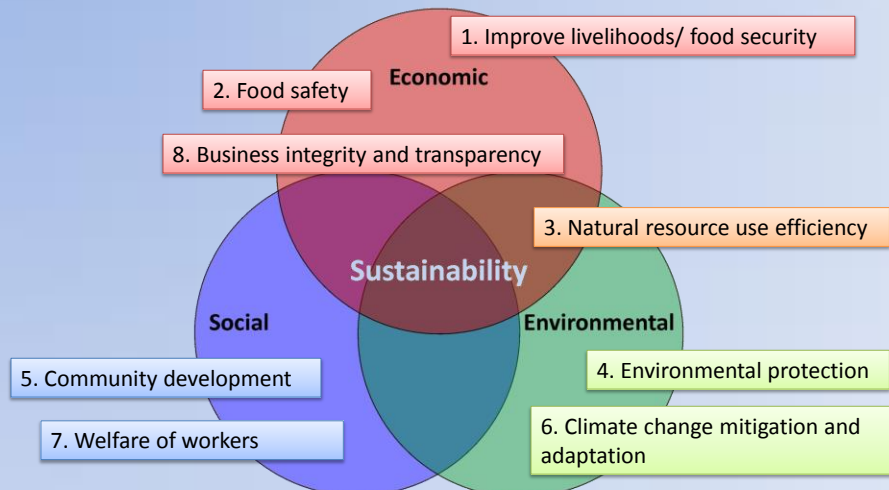 1. Improve livelihoods/ food security
Economic
2. Food safety
8. Business integrity and transparency
3. Natural resource use efficiency
Sustainability
Social
Environmental
4. Environmental protection
5. Community development
6. Climate change mitigation and
adaptation
7. Welfare of workers